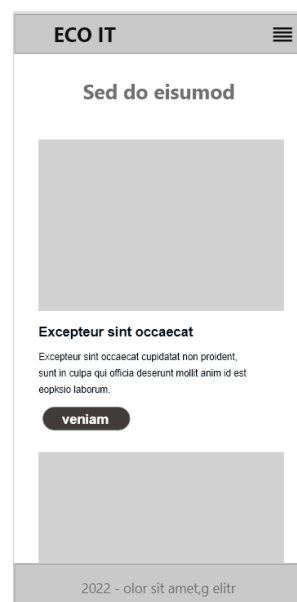 ECO IT
Sed do eisumod
Excepteur sint occaecat
Excepteur sint occaecat cupidatat non proident,
sunt in culpa qui officia deserunt mollit anim id est
eopksio laborum.
veniam
2022 - olor sit amet,g elitr